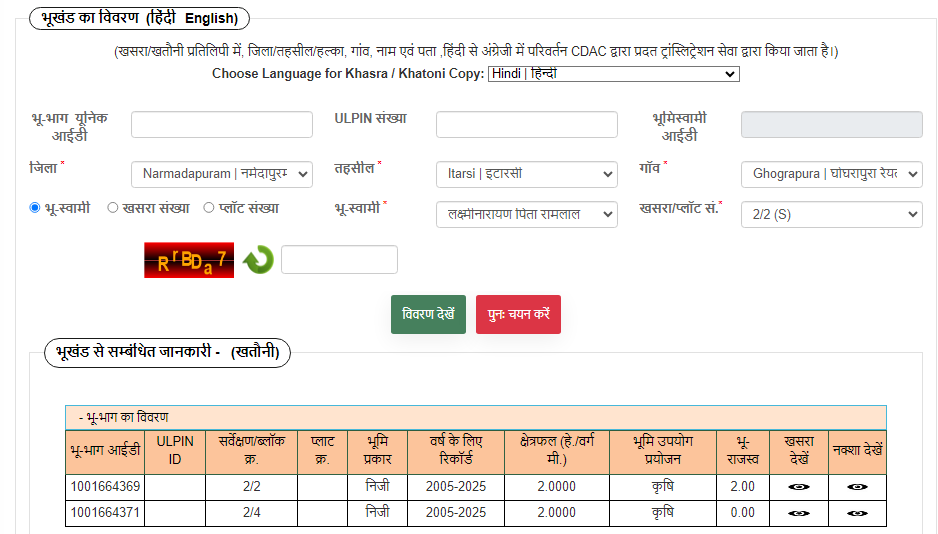 भूखंड का विवरण (हिंदी English)
(खसरा/खतौनी प्रतिलिपी में, जिला/तहसील/हल्का, गांव, नाम एवं पता ,हिंदी से अंग्रेजी में परिवर्तन CDAC द्वारा प्रदत ट्रांस्लिट्रेशन सेवा द्वारा किया जाता है।)
Choose Language for Khasra / Khatoni Copy: Hindi | हिन्दी
भू-भाग यूनिक आईडी
ULPIN संख्या
भूमिस्वामी आईडी
जिला * Narmadapuram | नर्मदापुरम
तहसील * Itarsi | इटारसी
गाँव * Ghograpura | घोघरापुरा रैयत
भू-स्वामी खसरा संख्या प्लॉट संख्या
भू-स्वामी * लक्ष्मीनारायण पिता रामलाल
खसरा/प्लॉट सं.* 2/2 (S)
RrBDa7
विवरण देखें पुनः चयन करें
भूखंड से सम्बंधित जानकारी - (खतौनी)
- भू-भाग का विवरण
भू-भाग आईडी ULPIN ID सर्वेक्षण/ब्लॉक क्र. प्लाट क्र. भूमि प्रकार वर्ष के लिए रिकॉर्ड क्षेत्रफल (हे./वर्ग मी.) भूमि उपयोग प्रयोजन भू-राजस्व खसरा देखें नक्शा देखें
1001664369 2/2 निजी 2005-2025 2.0000 कृषि 2.00
1001664371 2/4 निजी 2005-2025 2.0000 कृषि 0.00